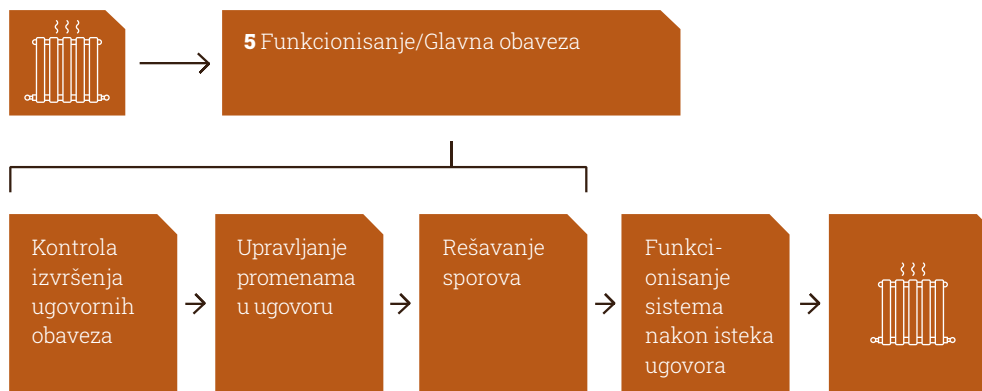 5 Funkcionisanje/Glavna obaveza
Kontrola
izvršenja
ugovornih
obaveza
Upravljanje
promenama
u ugovoru
Rešavanje
sporova
Funkci-
onisanje
sistema
nakon isteka
ugovora